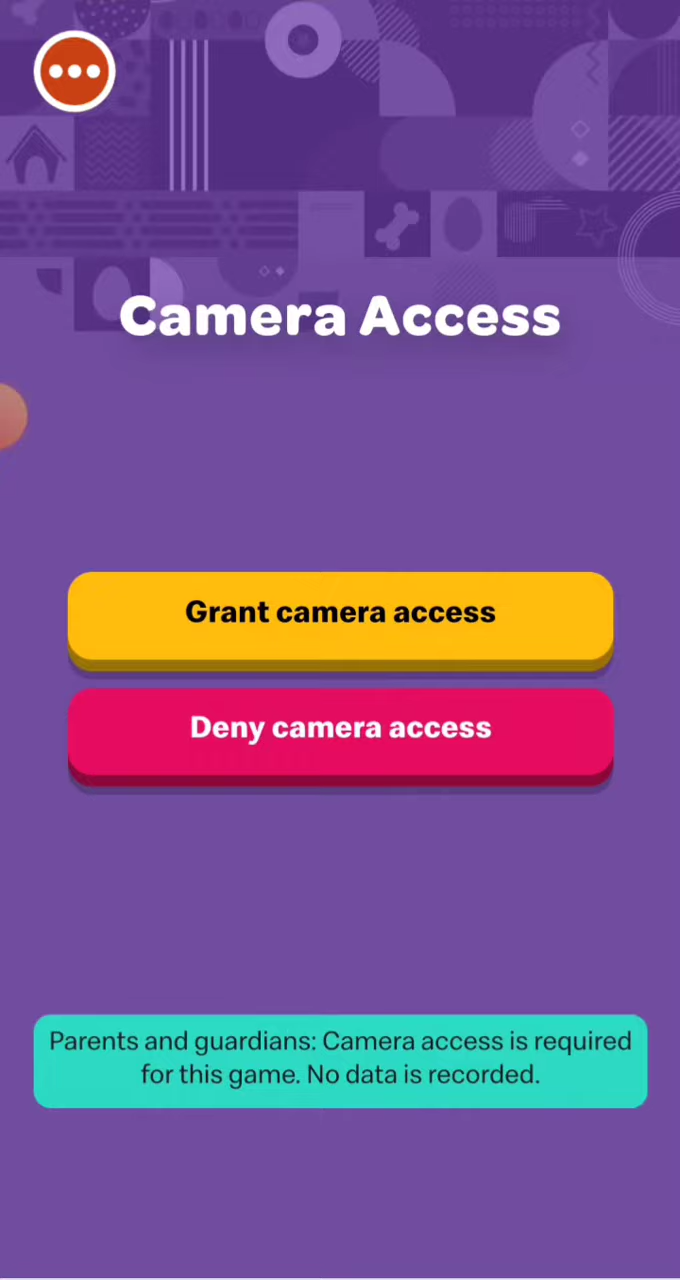 Camera Access
Grant camera access
Deny camera access
Parents and guardians: Camera access is required
for this game. No data is recorded.